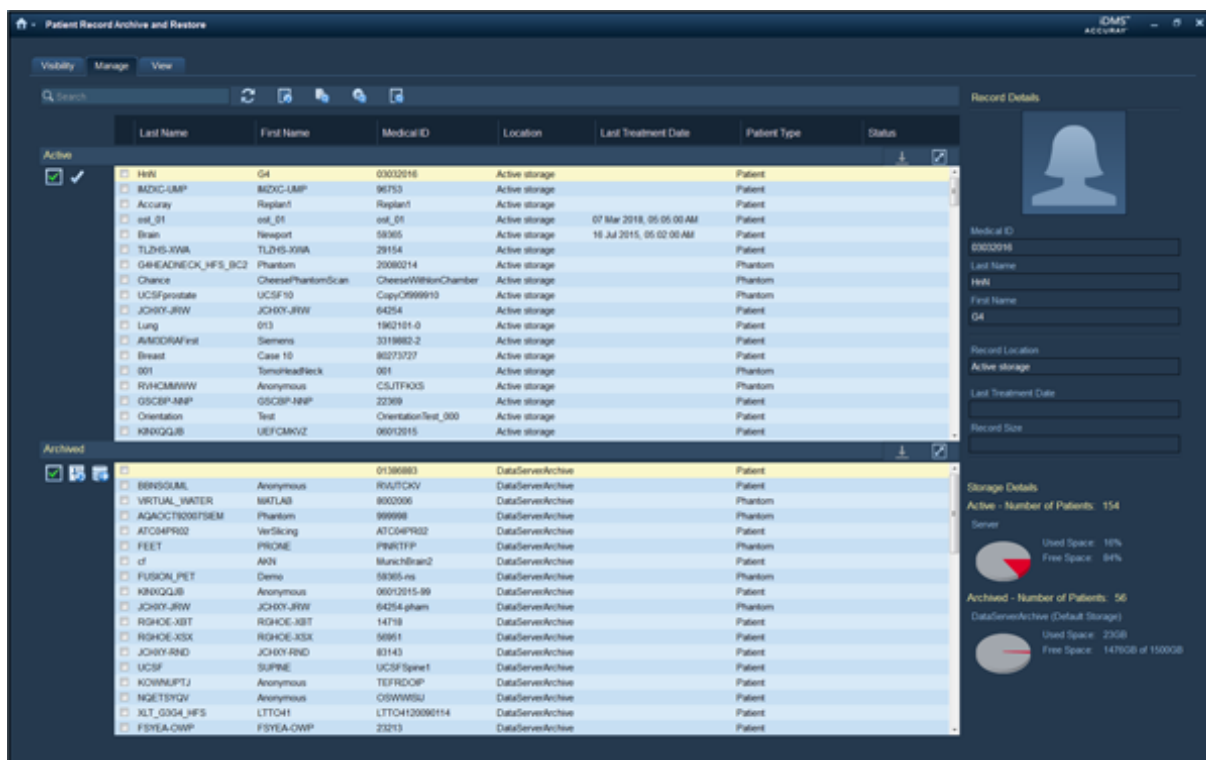 Patient Record Archive and Restore
iDMS™
ACCURAY
Visibility Manage View
Search
Last Name First Name Medical ID Location Last Treatment Date Patient Type Status
Active
HnN G4 03032016 Active storage Patient
IMZXC-UMP IMZXC-UMP 96753 Active storage Patient
Accuray Replan1 Replan1 Active storage Patient
ost_01 ost_01 ost_01 Active storage 07 Mar 2018, 05:05:00 AM Patient
Brain Newport 59365 Active storage 16 Jul 2015, 05:02:00 AM Patient
TLZHS-XWA TLZHS-XWA 29154 Active storage Patient
G4HEADNECK_HFS_BC2 Phantom 20080214 Active storage Phantom
Chance CheesePhantomScan CheeseWithIonChamber Active storage Phantom
UCSFprostate UCSF10 CopyOf999910 Active storage Phantom
JCHXY-JRW JCHXY-JRW 64254 Active storage Patient
Lung 013 1962101-0 Active storage Patient
Siemens 3319882-2 Active storage Patient
Breast Case 10 80273727 Active storage Patient
001 TomoHeadNeck 001 Active storage Phantom
RVHCMMWW Anonymous CSJTFKXS Active storage Phantom
GSCBP-NNP GSCBP-NNP 22369 Active storage Patient
Orientation Test OrientationTest_000 Active storage Patient
KINXQQJB UEFCMKVZ 06012015 Active storage Patient
Archived
01386883 DataServerArchive Patient
BBNSGUML Anonymous RVUTCKV DataServerArchive Patient
VIRTUAL_WATER MATLAB 8002006 DataServerArchive Phantom
AQAOCT92007SIEM Phantom 999998 DataServerArchive Phantom
ATC04PR02 VerSlicing ATC04PR02 DataServerArchive Patient
FEET PRONE PINRTFP DataServerArchive Phantom
cf AKN MunichBrain2 DataServerArchive Patient
FUSION_PET Demo 59365-ns DataServerArchive Phantom
KINXQQJB Anonymous 06012015-99 DataServerArchive Patient
JCHXY-JRW JCHXY-JRW 64254-pham DataServerArchive Phantom
RGHOE-XBT RGHOE-XBT 14718 DataServerArchive Patient
RGHOE-XSX RGHOE-XSX 56951 DataServerArchive Patient
JCHXY-RND JCHXY-RND 83143 DataServerArchive Patient
UCSF SUPINE UCSFSpine1 DataServerArchive Patient
KOWNUPTJ Anonymous TEFRDOIP DataServerArchive Patient
NQETSYQV Anonymous OSWWISIJ DataServerArchive Patient
XLT_G3G4_HFS LTTO41 LTTO4120090114 DataServerArchive Patient
FSYEA-OWP FSYEA-OWP 23213 DataServerArchive Patient
Record Details
Medical ID
03032016
Last Name
HnN
First Name
G4
Record Location
Active storage
Last Treatment Date
Record Size
Storage Details
Active - Number of Patients: 154
Server
Used Space: 16%
Free Space: 84%
Archived - Number of Patients: 56
DataServerArchive (Default Storage)
Used Space: 23GB
Free Space: 1476GB of 1500GB